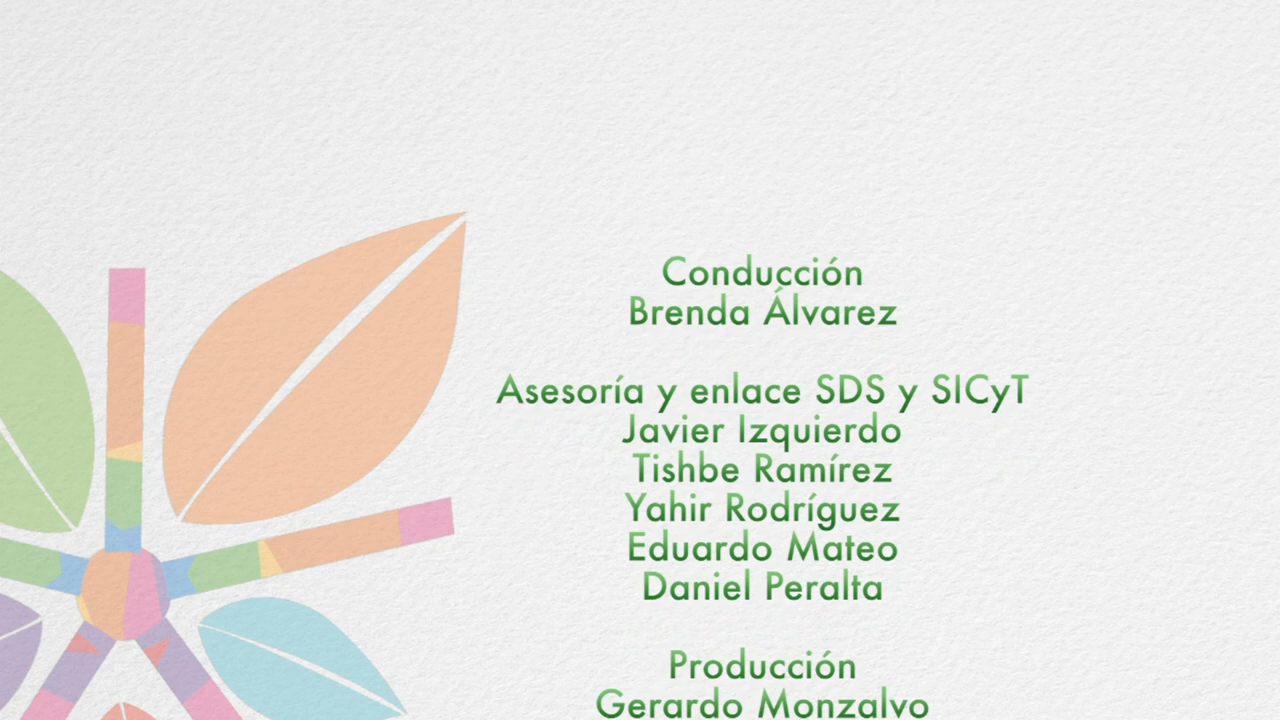 Conducción
Brenda Álvarez
Asesoría y enlace SDS y SICyT
Javier Izquierdo
Tishbe Ramírez
Yahir Rodríguez
Eduardo Mateo
Daniel Peralta
Producción
Gerardo Monzalvo